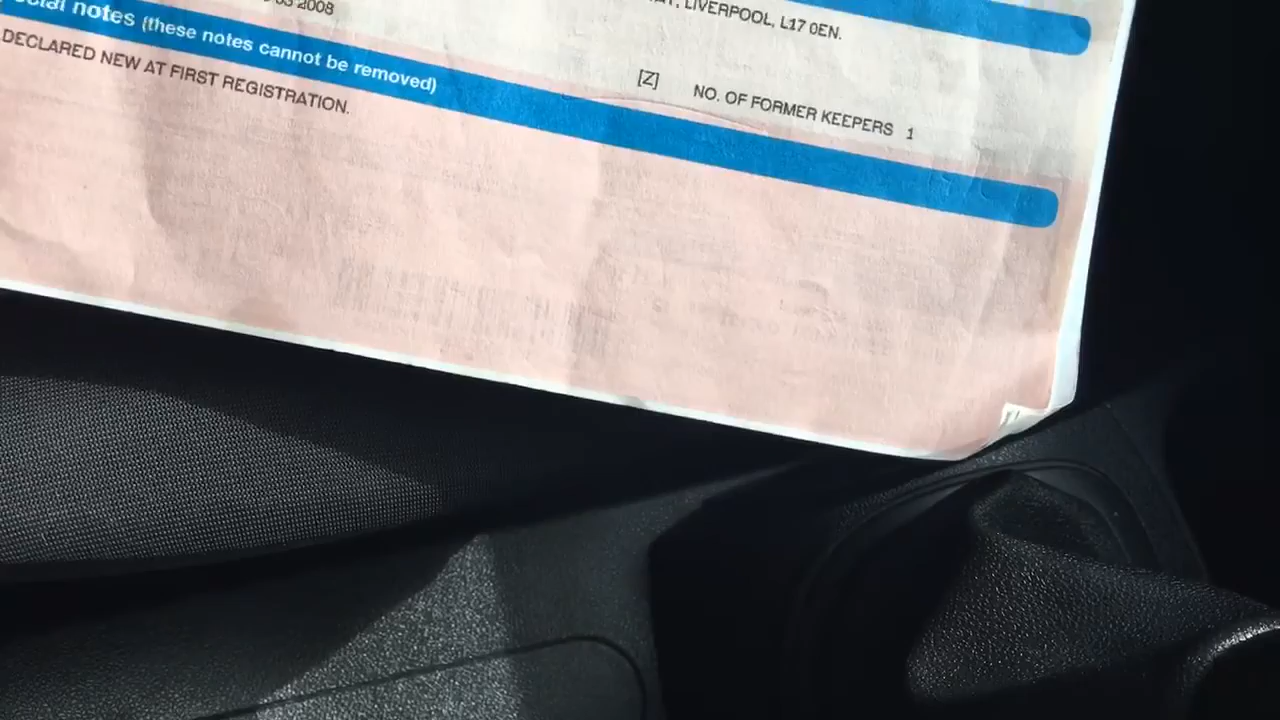 2008
LIVERPOOL, L17 0EN.
notes (these notes cannot be removed)
[Z] NO. OF FORMER KEEPERS 1
DECLARED NEW AT FIRST REGISTRATION.